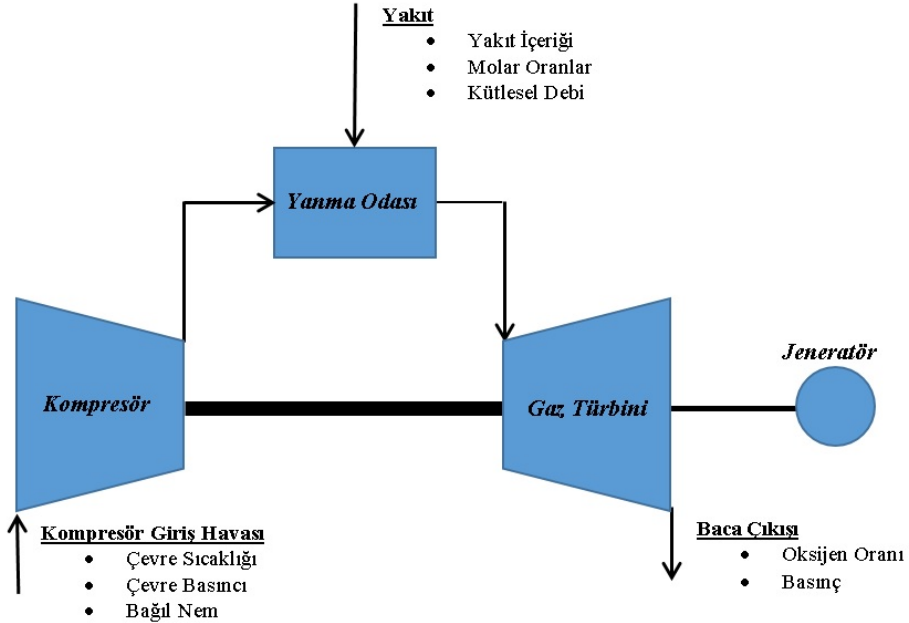 Yakıt
• Yakıt İçeriği
• Molar Oranlar
• Kütlesel Debi
Yanma Odası
Kompresör
Gaz Türbini
Jeneratör
Kompresör Giriş Havası
• Çevre Sıcaklığı
• Çevre Basıncı
• Bağıl Nem
Baca Çıkışı
• Oksijen Oranı
• Basınç